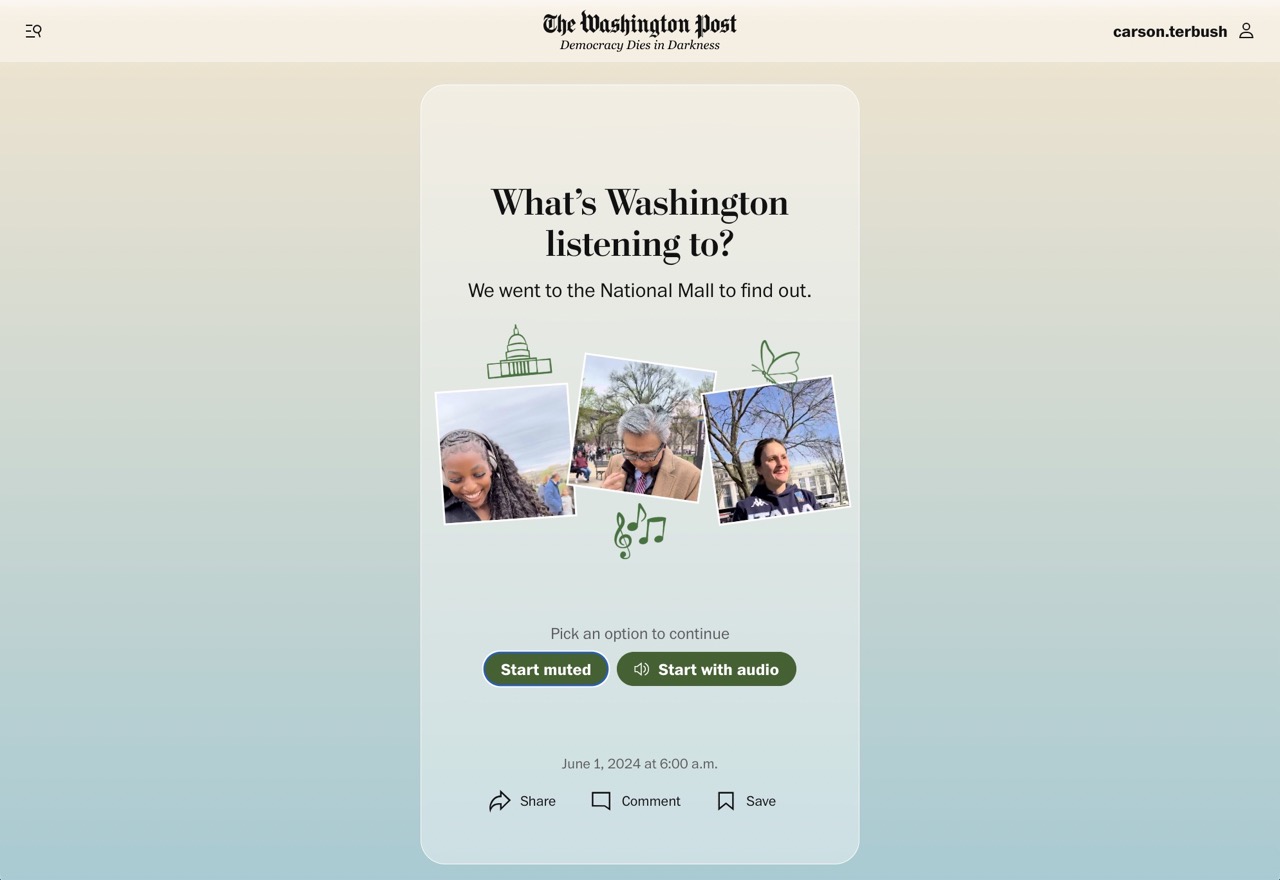 The Washington Post
Democracy Dies in Darkness
carson.terbush
What's Washington
listening to?
We went to the National Mall to find out.
ITALIA
Pick an option to continue
Start muted
Start with audio
June 1, 2024 at 6:00 a.m.
Share
Comment
Save